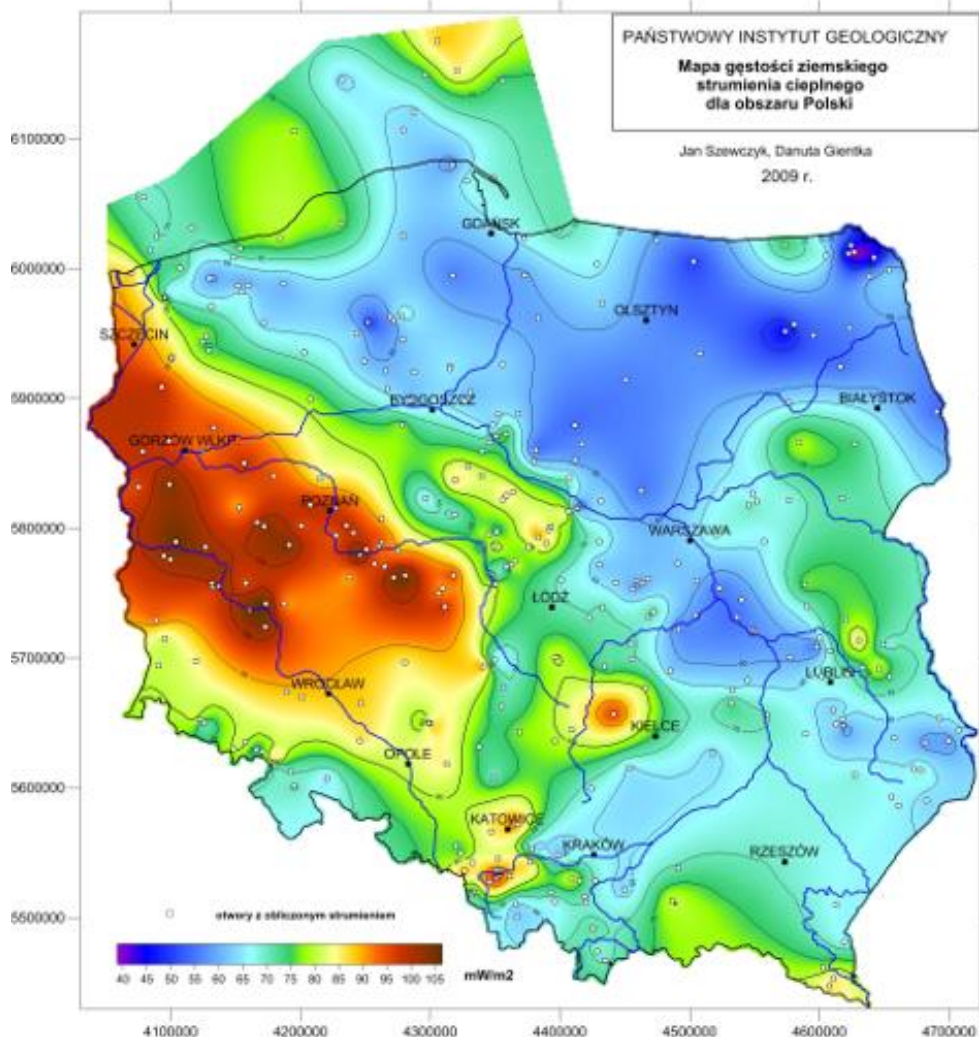 PAŃSTWOWY INSTYTUT GEOLOGICZNY
Mapa gęstości ziemskiego
strumienia cieplnego
dla obszaru Polski
Jan Szewczyk, Danuta Gientka
2009 r.
6100000
6000000
5900000
5800000
5700000
5600000
5500000
GDAŃSK
OLSZTYN
SZCZECIN
BYDGOSZCZ
BIAŁYSTOK
GORZÓW WLKP
POZNAŃ
WARSZAWA
ŁÓDŹ
LUBLIN
WROCŁAW
KIELCE
OPOLE
KATOWICE
KRAKÓW
RZESZÓW
otwory z obliczonym strumieniem
40 45 50 55 60 65 70 75 80 85 90 95 100 105
mW/m2
4100000 4200000 4300000 4400000 4500000 4600000 4700000